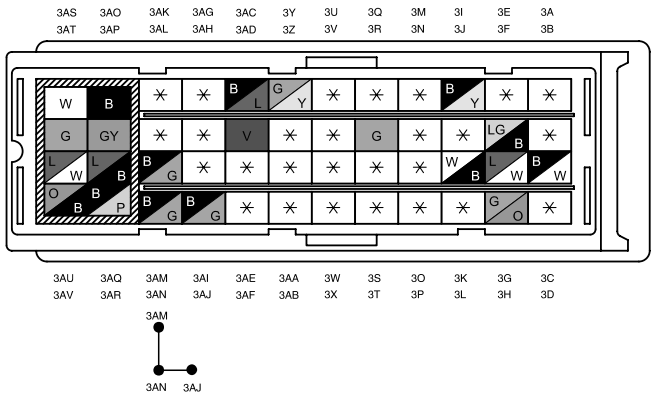 3AS 3AO 3AK 3AG 3AC 3Y 3U 3Q 3M 3I 3E 3A
3AT 3AP 3AL 3AH 3AD 3Z 3V 3R 3N 3J 3F 3B
W B * * B L G Y * * * B Y * *
G GY * * V * * G * * LG B *
L W L B B G * * * * * * W B L W B W
O B B P B G B G * * * * * * G O *
3AU 3AQ 3AM 3AI 3AE 3AA 3W 3S 3O 3K 3G 3C
3AV 3AR 3AN 3AJ 3AF 3AB 3X 3T 3P 3L 3H 3D
3AM
3AN 3AJ